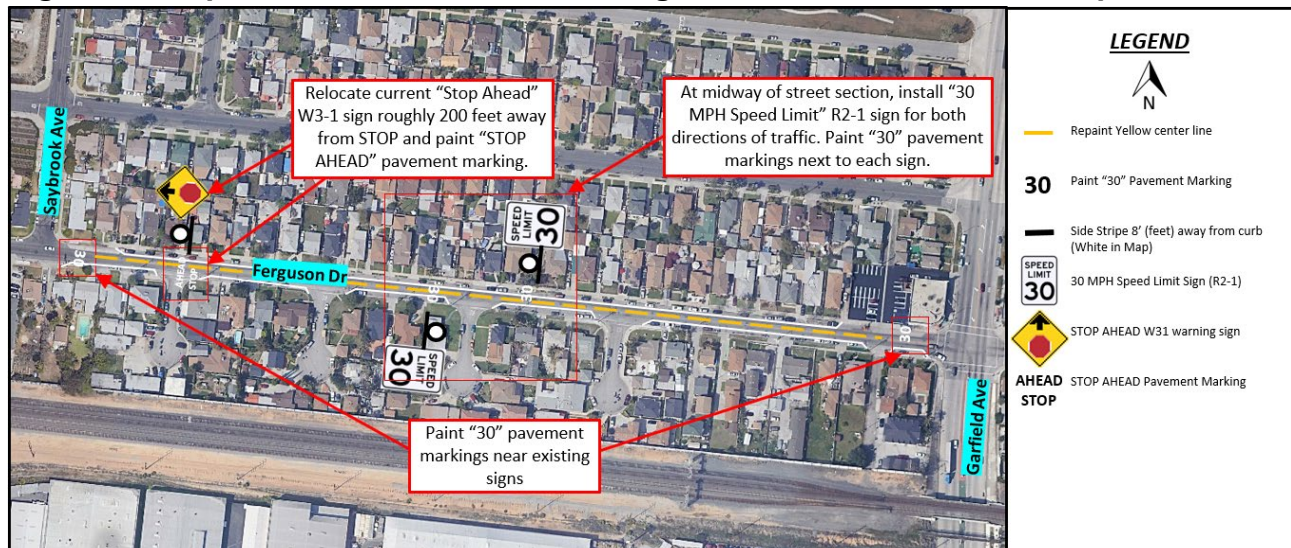 Relocate current “Stop Ahead”
W3-1 sign roughly 200 feet away
from STOP and paint “STOP
AHEAD” pavement marking.
At midway of street section, install “30
MPH Speed Limit” R2-1 sign for both
directions of traffic. Paint “30” pavement
markings next to each sign.
Saybrook Ave
SPEED
LIMIT
30
30
AHEAD
STOP
Ferguson Dr
30
30
30
SPEED
LIMIT
30
Paint “30” pavement
markings near existing
signs
Garfield Ave
LEGEND
N
Repaint Yellow center line
30
Paint “30” Pavement Marking
Side Stripe 8’ (feet) away from curb
(White in Map)
SPEED
LIMIT
30
30 MPH Speed Limit Sign (R2-1)
STOP AHEAD W31 warning sign
AHEAD
STOP
STOP AHEAD Pavement Marking